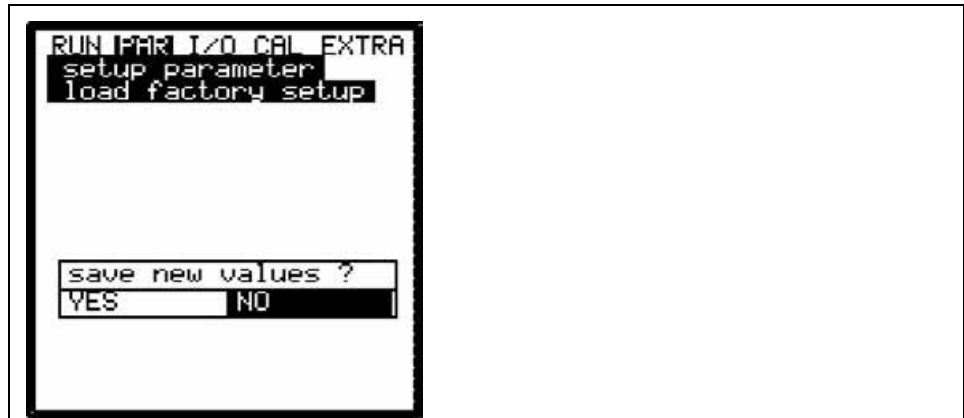 RUN PAR I/O CAL EXTRA
setup parameter
load factory setup
save new values ?
YES NO